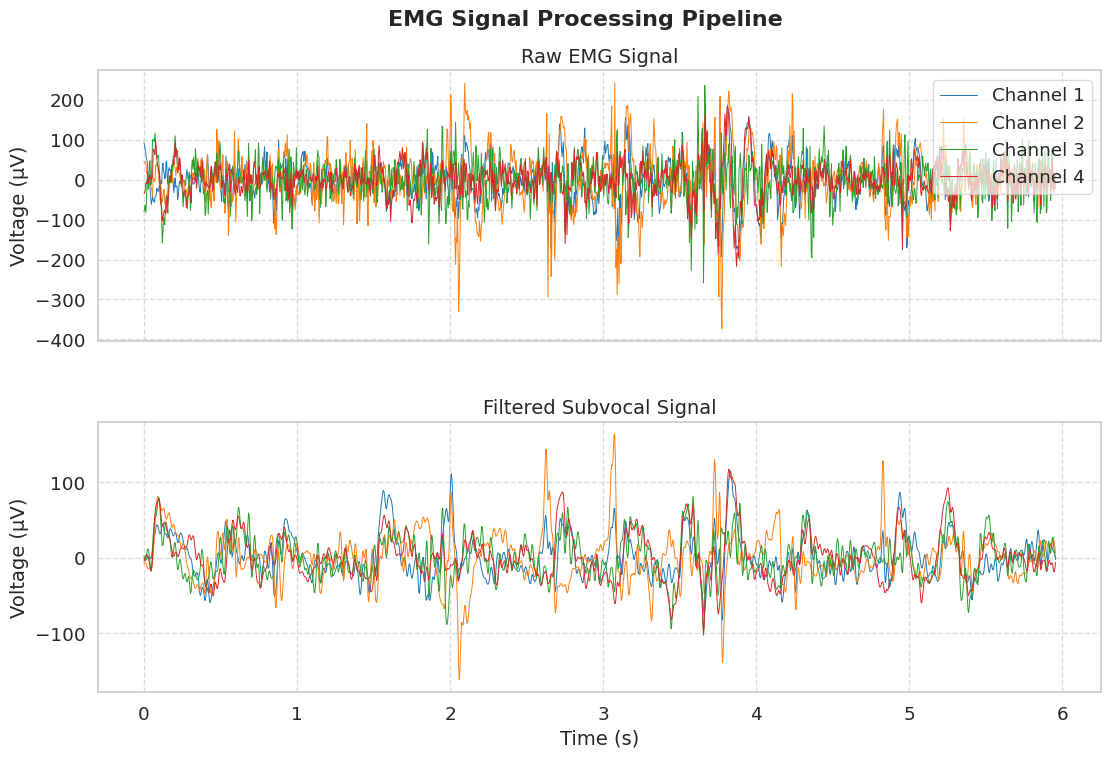 EMG Signal Processing Pipeline
Raw EMG Signal
Voltage (µV)
200
100
0
−100
−200
−300
−400
Channel 1
Channel 2
Channel 3
Channel 4
Filtered Subvocal Signal
Voltage (µV)
100
0
−100
0 1 2 3 4 5 6
Time (s)